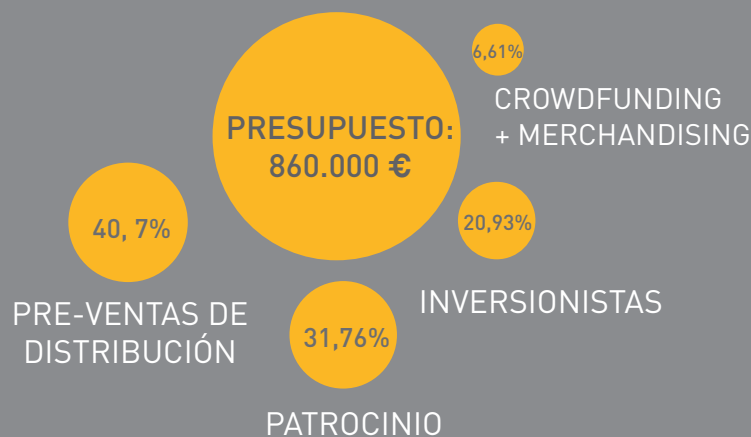 6,61%
CROWDFUNDING
+ MERCHANDISING
PRESUPUESTO:
860.000 €
40, 7%
PRE-VENTAS DE
DISTRIBUCIÓN
20,93%
INVERSIONISTAS
31,76%
PATROCINIO